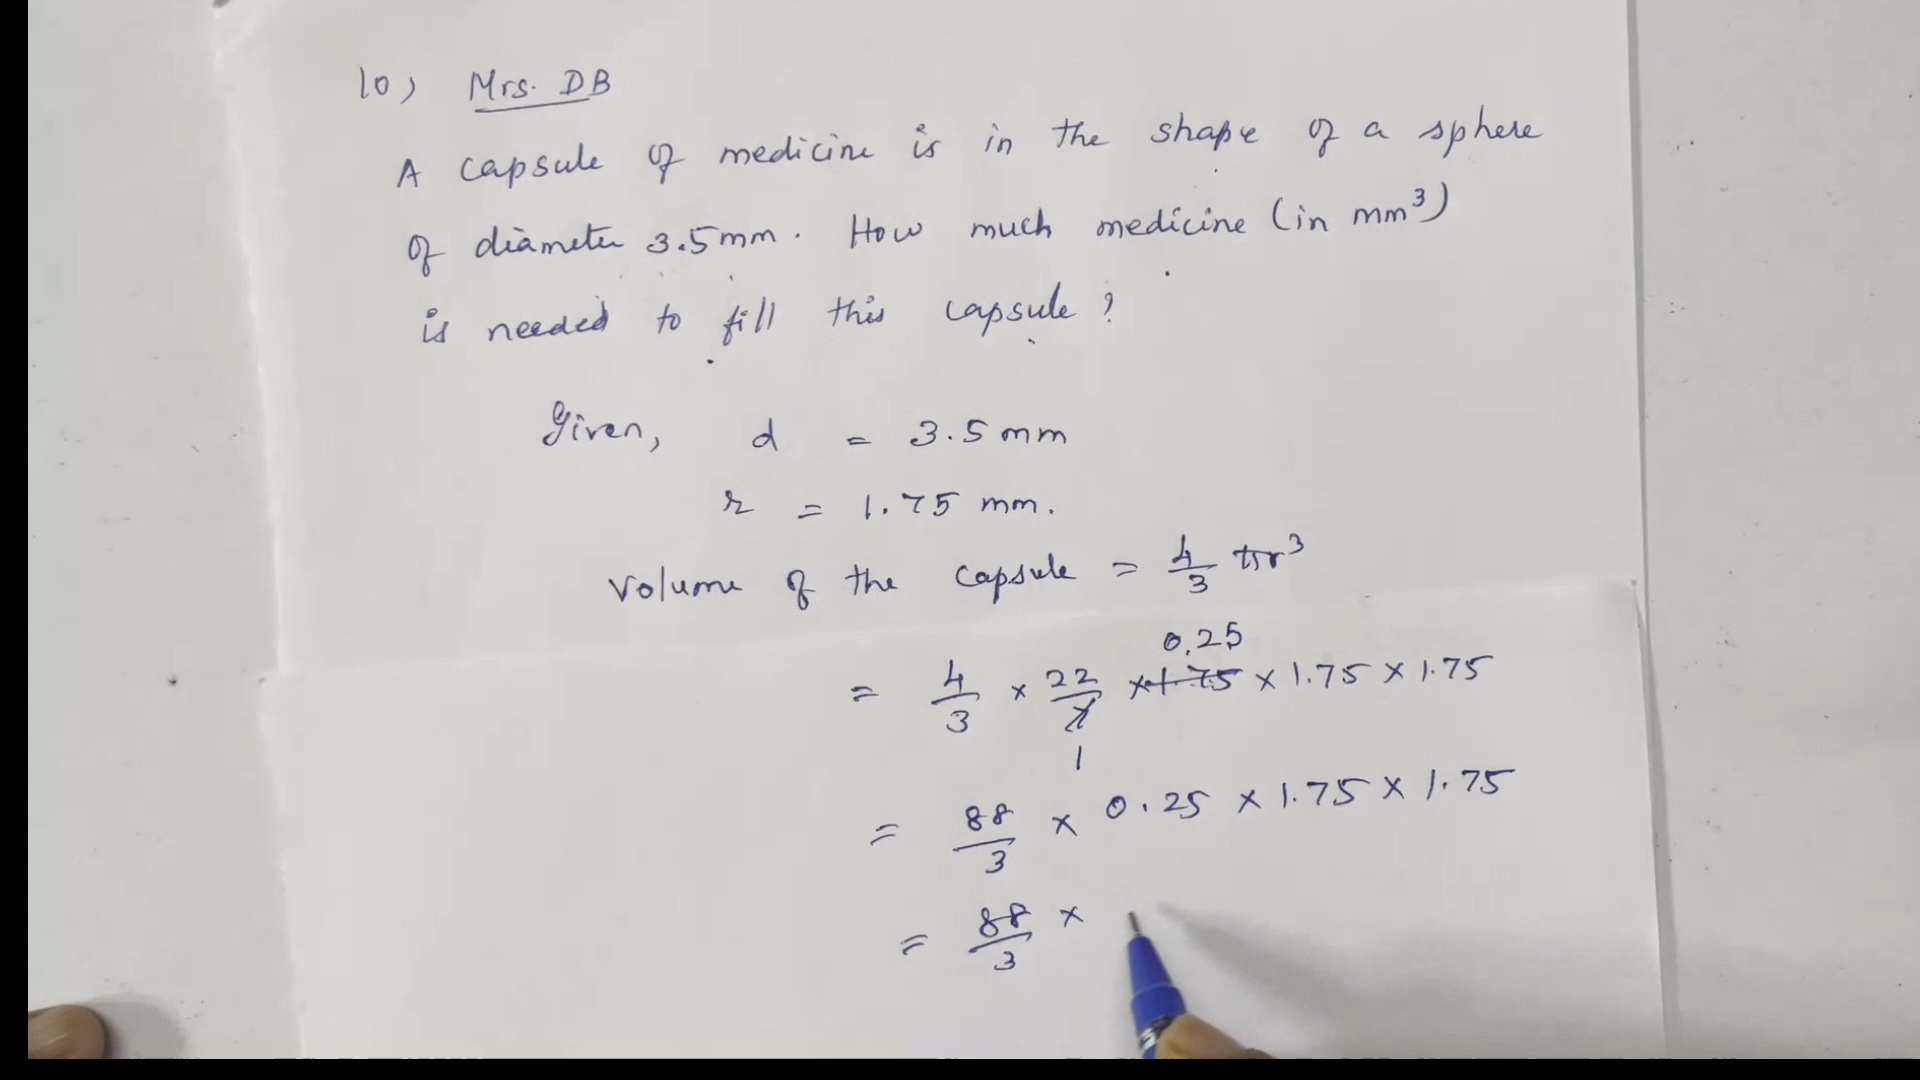 10) Mrs. DB
A capsule of medicine is in the shape of a sphere
of diameter 3.5mm. How much medicine (in mm³)
is needed to fill this capsule?
Given, d = 3.5mm
r = 1.75 mm.
Volume of the capsule = 4/3 πr³
0.25
= 4/3 × 22/7 × 1.75 × 1.75 × 1.75
1
= 88/3 × 0.25 × 1.75 × 1.75
= 88/3 ×